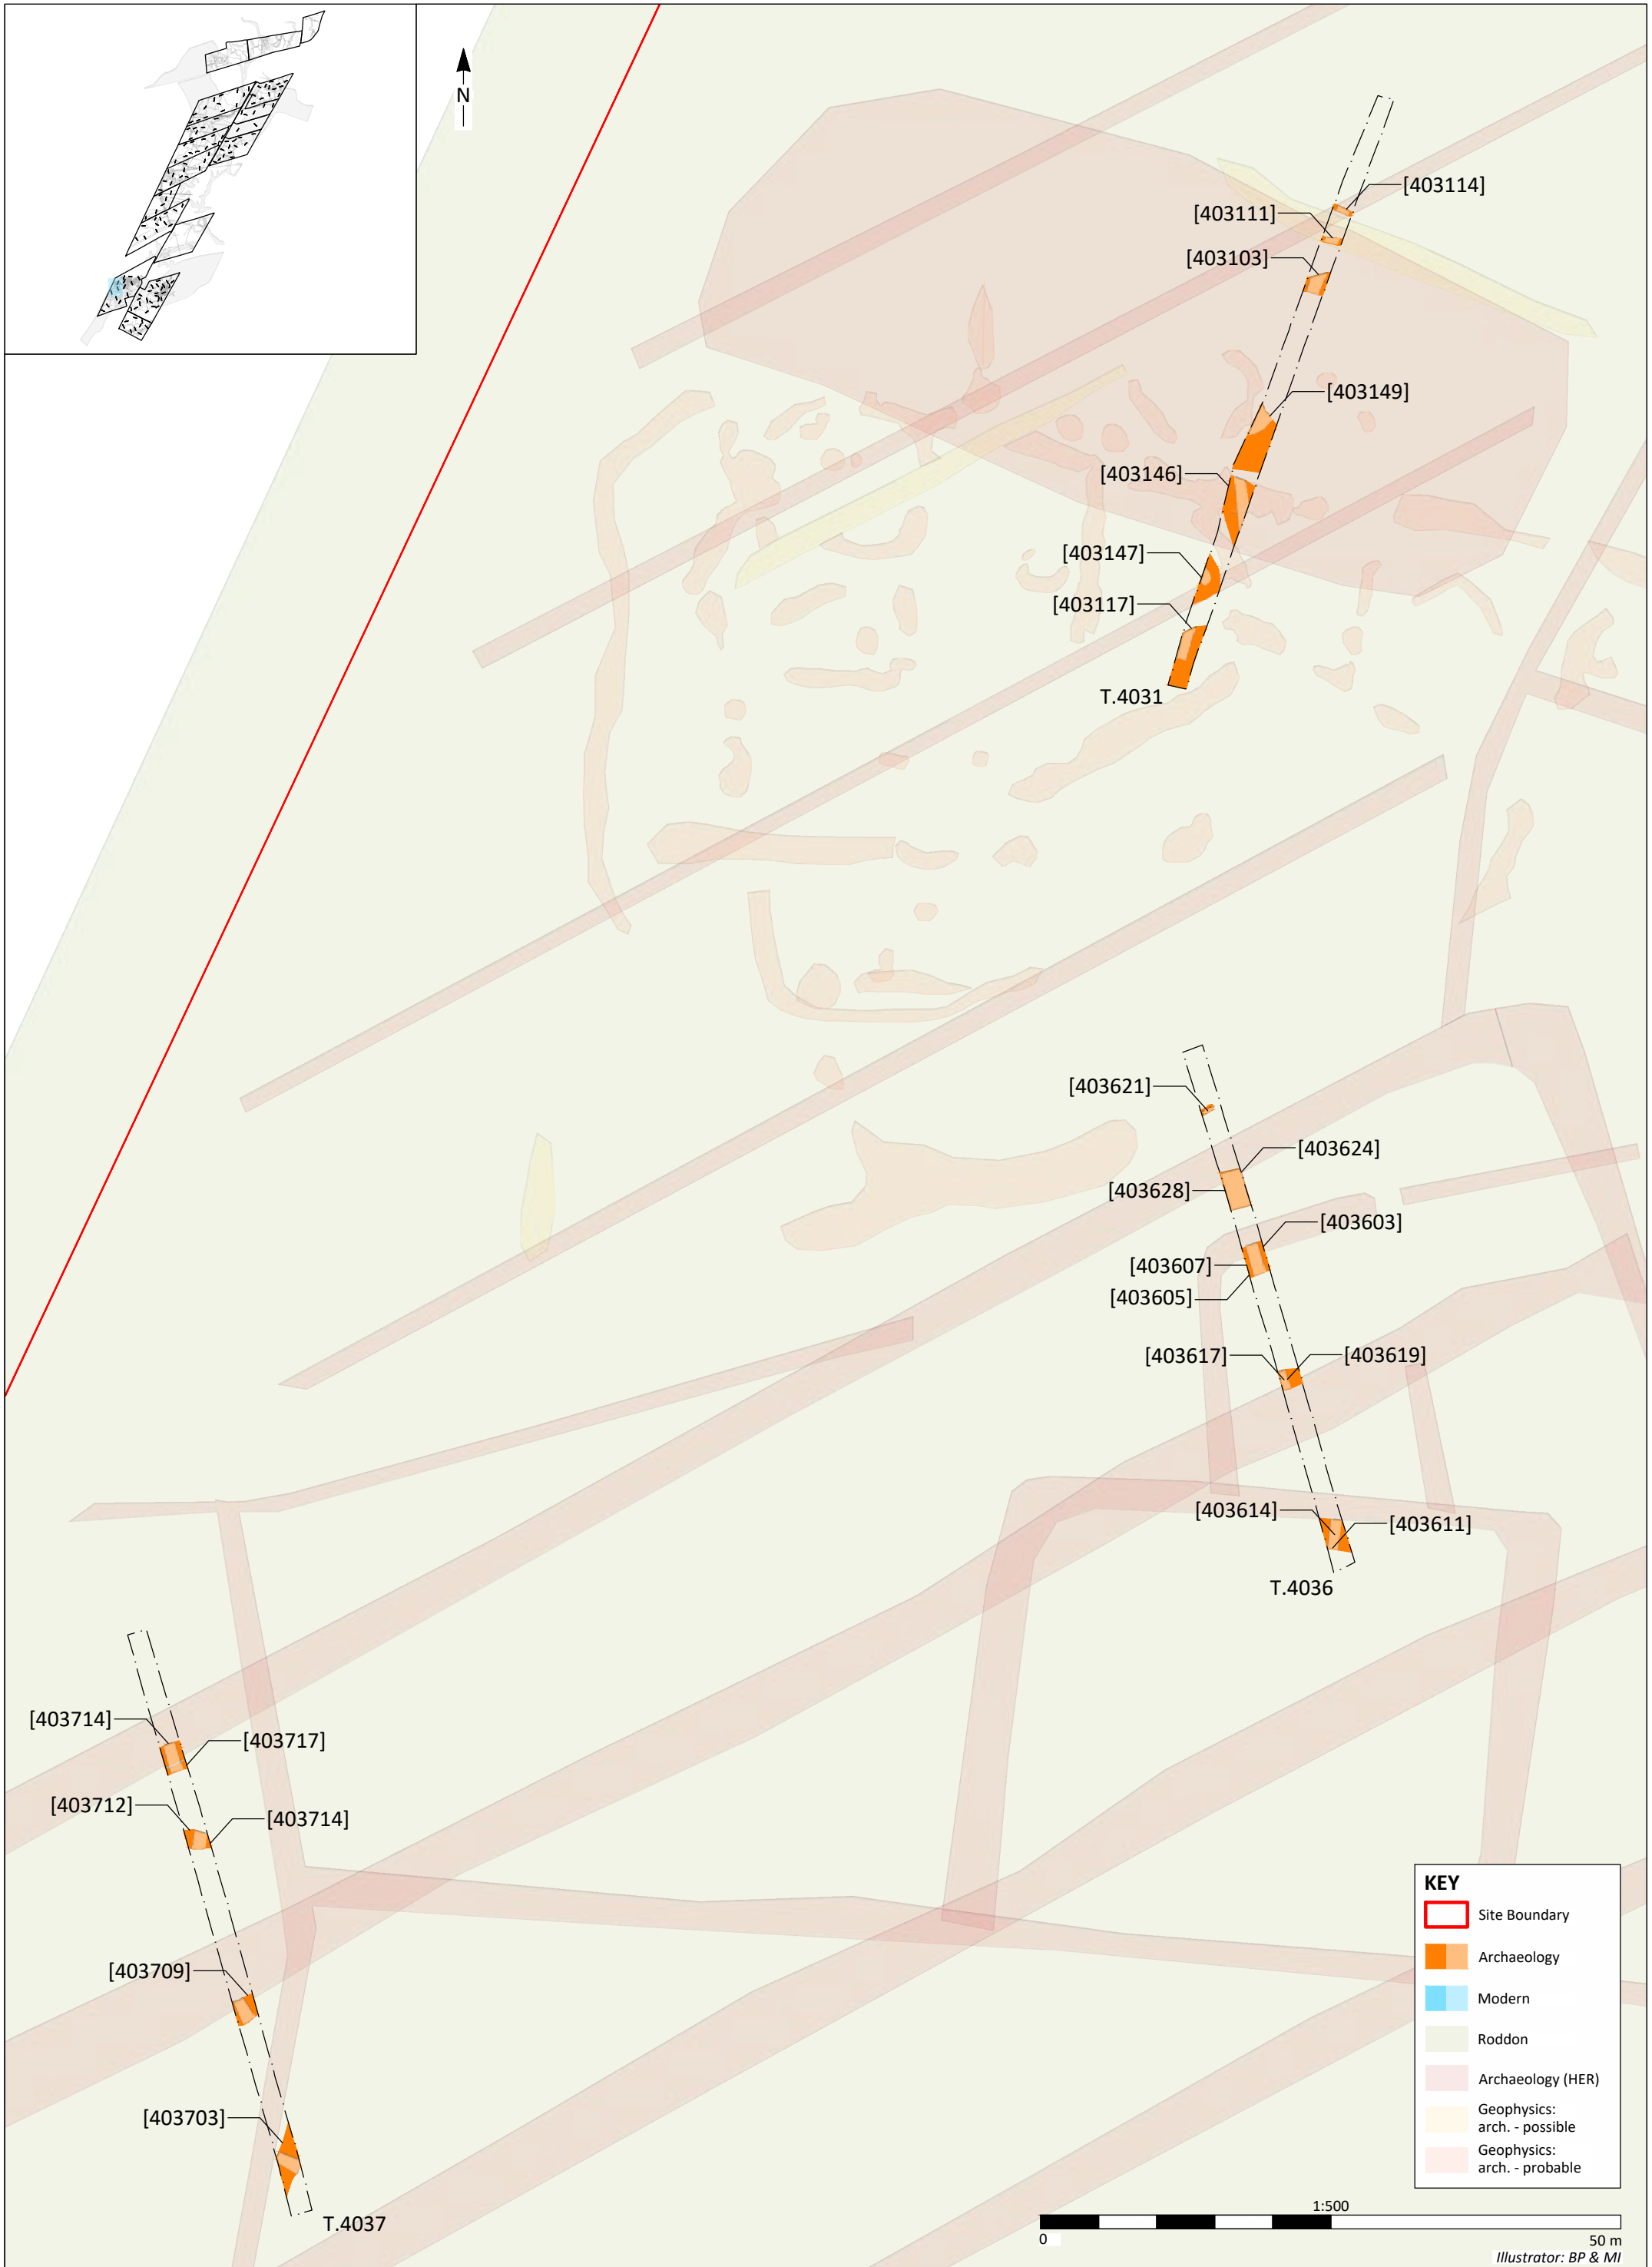 N
[403114]
[403111]
[403103]
[403149]
[403146]
[403147]
[403117]
T.4031
[403621]
[403624]
[403628]
[403603]
[403607]
[403605]
[403617]
[403619]
[403614]
[403611]
T.4036
[403714]
[403717]
[403712]
[403714]
[403709]
[403703]
T.4037
KEY
Site Boundary
Archaeology
Modern
Roddon
Archaeology (HER)
Geophysics:
arch. - possible
Geophysics:
arch. - probable
1:500
0
50 m
Illustrator: BP & MI